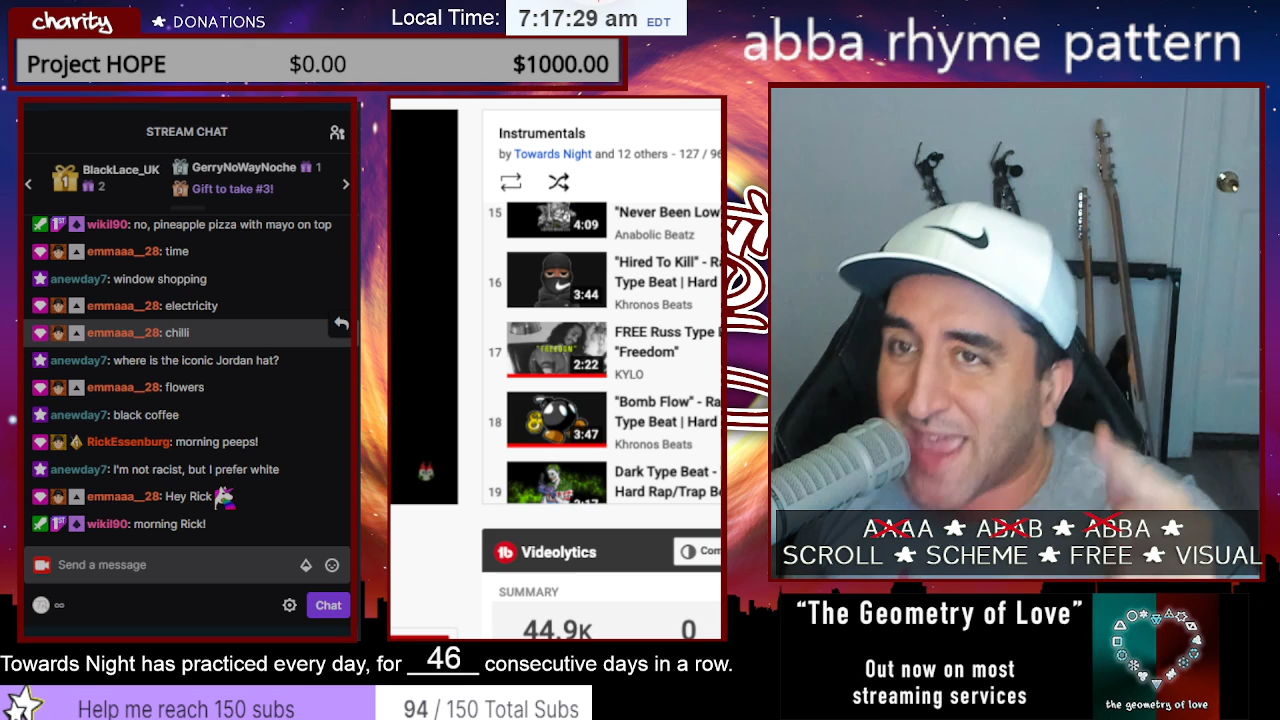 charity
DONATIONS
Local Time:
7:17:29 am EDT
abba rhyme pattern
Project HOPE $0.00 $1000.00
STREAM CHAT
1
BlackLace_UK
2
GerryNoWayNoche 1
Gift to take #3!
wikil90: no, pineapple pizza with mayo on top
emmaaa__28: time
anewday7: window shopping
emmaaa__28: electricity
emmaaa__28: chilli
anewday7: where is the iconic Jordan hat?
emmaaa__28: flowers
anewday7: black coffee
RickEssenburg: morning peeps!
anewday7: I'm not racist, but I prefer white
emmaaa__28: Hey Rick
wikil90: morning Rick!
Send a message
∞
Chat
Instrumentals
by Towards Night and 12 others - 127 / 96
15
4:09
"Never Been Low
Anabolic Beatz
16
3:44
"Hired To Kill" - Ra
Type Beat | Hard
Khronos Beats
17
"FREEDOM"
2:22
FREE Russ Type
"Freedom"
KYLO
18
3:47
"Bomb Flow" - Ra
Type Beat | Hard
Khronos Beats
19
Dark Type Beat -
Hard Rap/Trap Be
tb Videolytics
Com
SUMMARY
44.9K 0
AAAA ABAB ABBA
SCROLL SCHEME FREE VISUAL
Towards Night has practiced every day, for 46 consecutive days in a row.
Help me reach 150 subs
94 / 150 Total Subs
“The Geometry of Love”
Out now on most
streaming services
the geometry of love